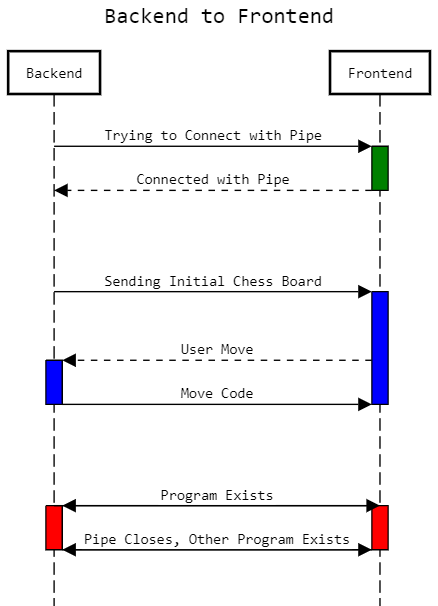 Backend to Frontend
Backend
Frontend
Trying to Connect with Pipe
Connected with Pipe
Sending Initial Chess Board
User Move
Move Code
Program Exists
Pipe Closes, Other Program Exists